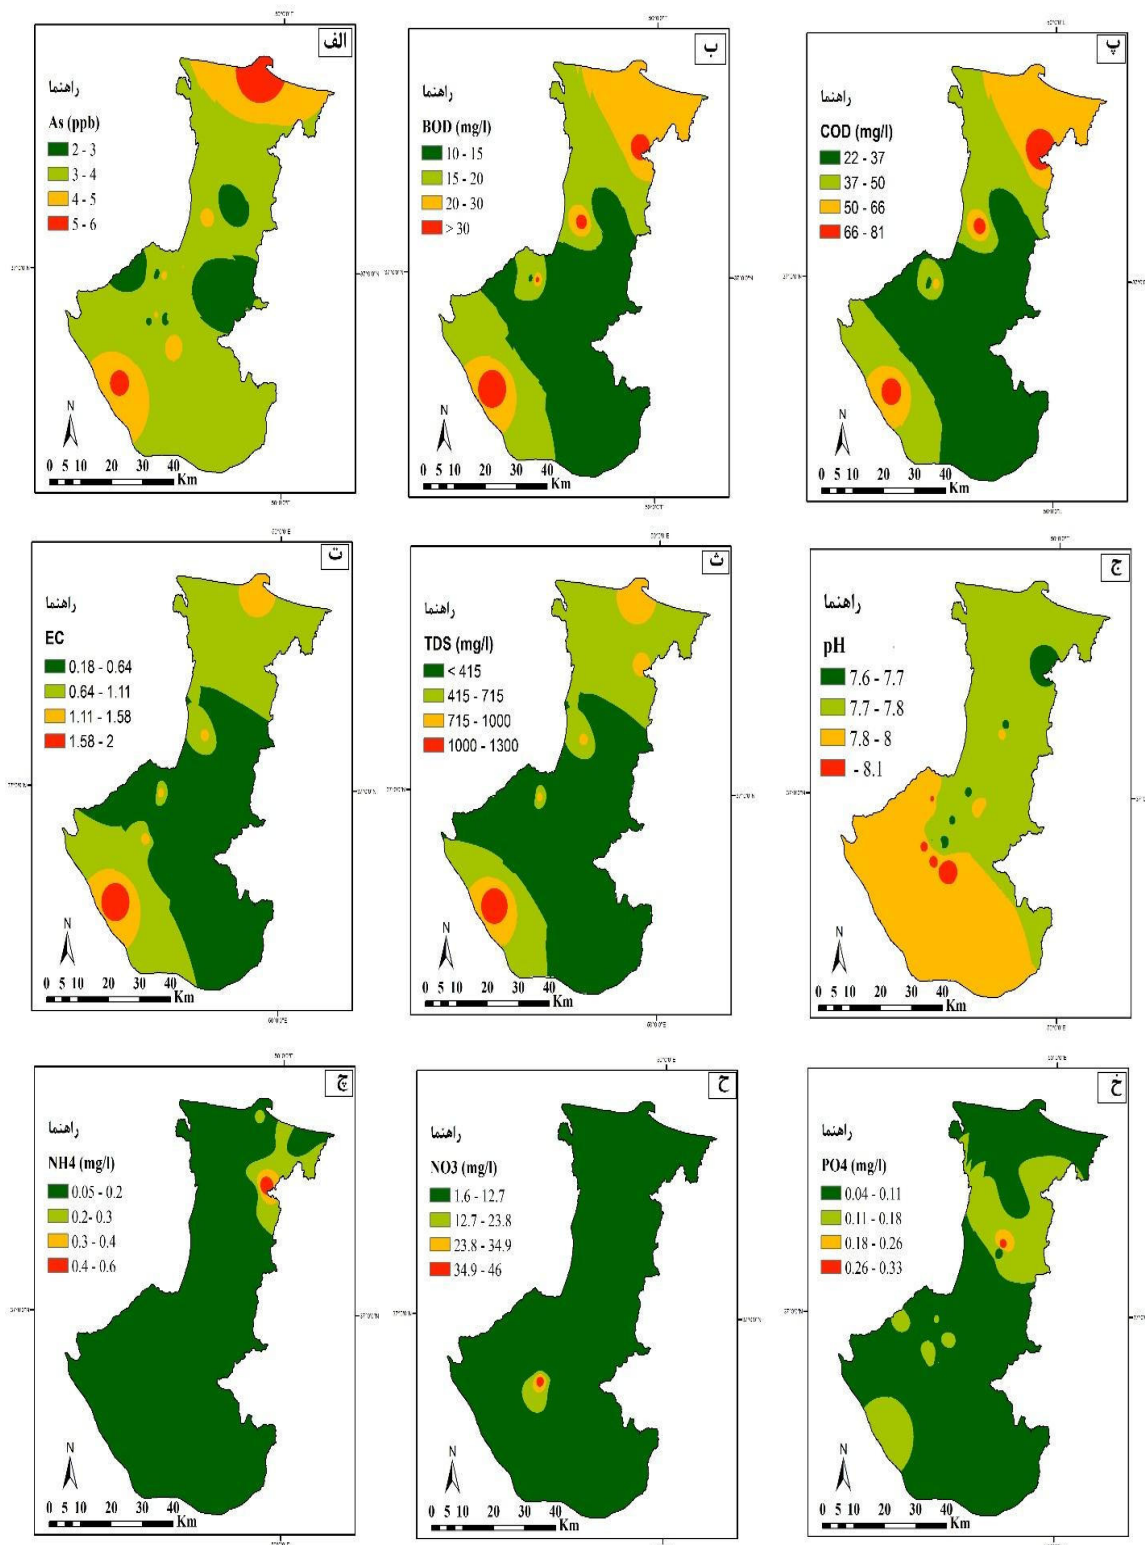 الف
راهنما
As (ppb)
2 - 3
3 - 4
4 - 5
5 - 6
N
0 5 10 20 30 40
Km
ب
راهنما
BOD (mg/l)
10 - 15
15 - 20
20 - 30
> 30
N
0 5 10 20 30 40
Km
پ
راهنما
COD (mg/l)
22 - 37
37 - 50
50 - 66
66 - 81
N
0 5 10 20 30 40
Km
ت
راهنما
EC
0.18 - 0.64
0.64 - 1.11
1.11 - 1.58
1.58 - 2
N
0 5 10 20 30 40
Km
ث
راهنما
TDS (mg/l)
< 415
415 - 715
715 - 1000
1000 - 1300
N
0 5 10 20 30 40
Km
ج
راهنما
pH
7.6 - 7.7
7.7 - 7.8
7.8 - 8
- 8.1
N
0 5 10 20 30 40
Km
چ
راهنما
NH4 (mg/l)
0.05 - 0.2
0.2- 0.3
0.3 - 0.4
0.4 - 0.6
N
0 5 10 20 30 40
Km
ح
راهنما
NO3 (mg/l)
1.6 - 12.7
12.7 - 23.8
23.8 - 34.9
34.9 - 46
N
0 5 10 20 30 40
Km
خ
راهنما
PO4 (mg/l)
0.04 - 0.11
0.11 - 0.18
0.18 - 0.26
0.26 - 0.33
N
0 5 10 20 30 40
Km